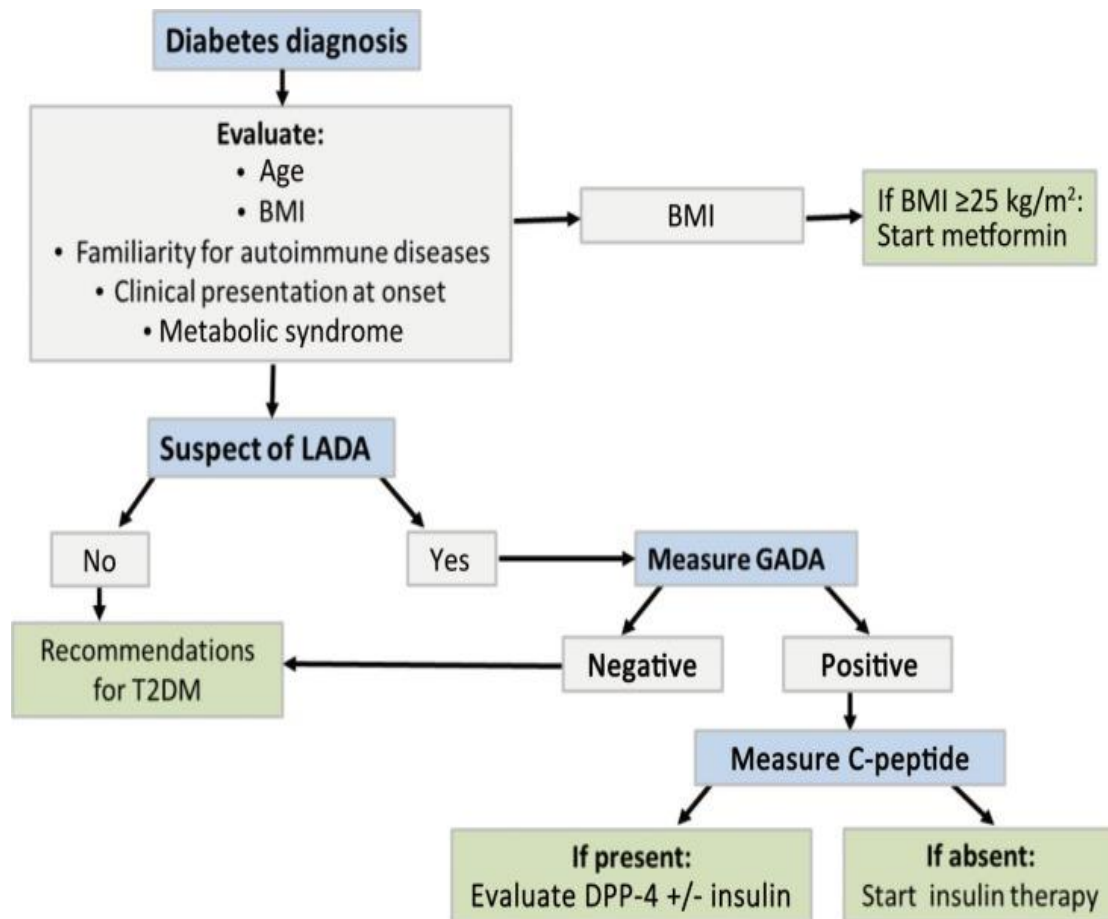 Diabetes diagnosis
Evaluate:
• Age
• BMI
• Familiarity for autoimmune diseases
• Clinical presentation at onset
• Metabolic syndrome
BMI
If BMI ≥25 kg/m²:
Start metformin
Suspect of LADA
No
Yes
Measure GADA
Recommendations
for T2DM
Negative
Positive
Measure C-peptide
If present:
Evaluate DPP-4 +/- insulin
If absent:
Start insulin therapy